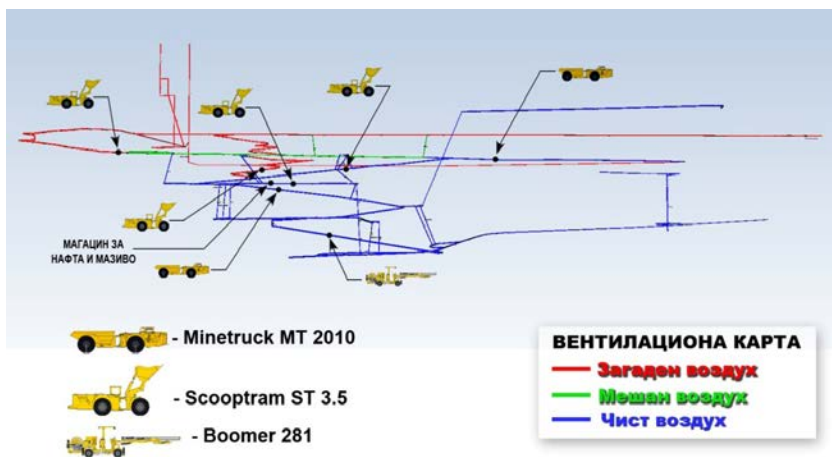 МАГАЦИН ЗА
НАФТА И МАЗИВО
- Minetruck MT 2010
- Scooptram ST 3.5
- Boomer 281
ВЕНТИЛАЦИОНА КАРТА
Загаден воздух
Мешан воздух
Чист воздух